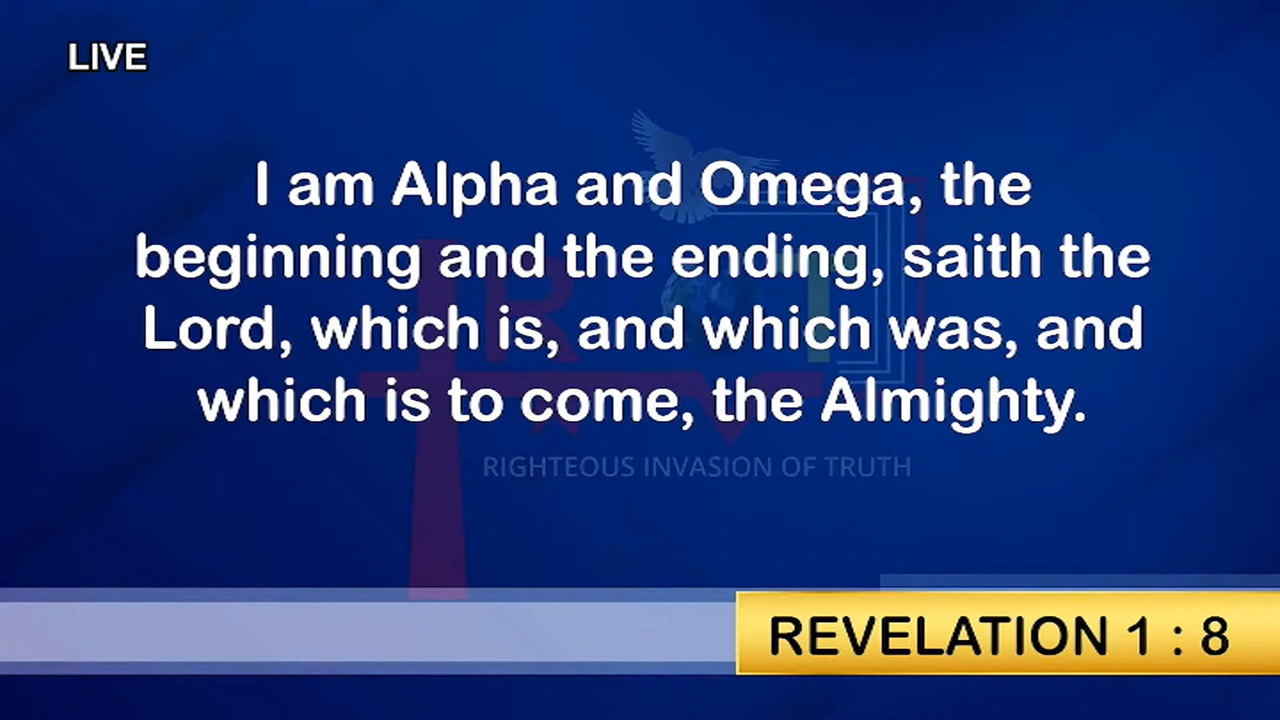 LIVE
I am Alpha and Omega, the
beginning and the ending, saith the
Lord, which is, and which was, and
which is to come, the Almighty.
R T
RIGHTEOUS INVASION OF TRUTH
REVELATION 1 : 8